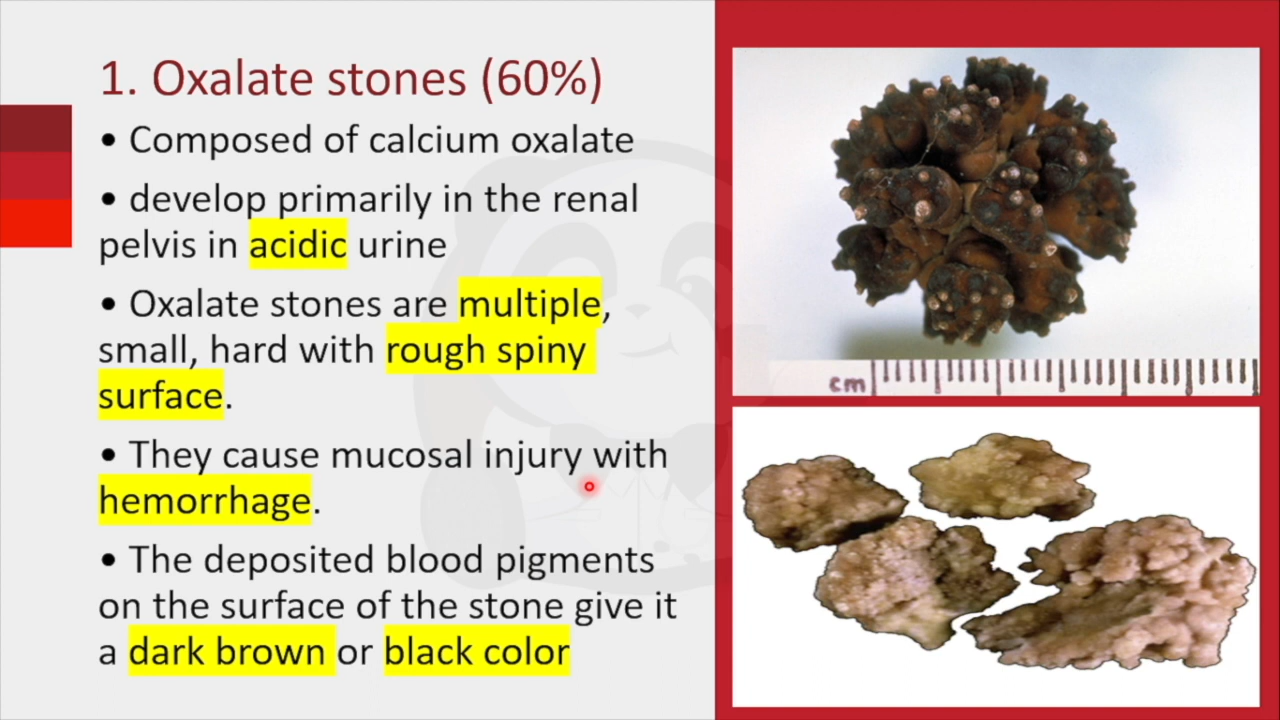 1. Oxalate stones (60%)
• Composed of calcium oxalate
• develop primarily in the renal
pelvis in acidic urine
• Oxalate stones are multiple,
small, hard with rough spiny
surface.
• They cause mucosal injury with
hemorrhage.
• The deposited blood pigments
on the surface of the stone give it
a dark brown or black color
cm